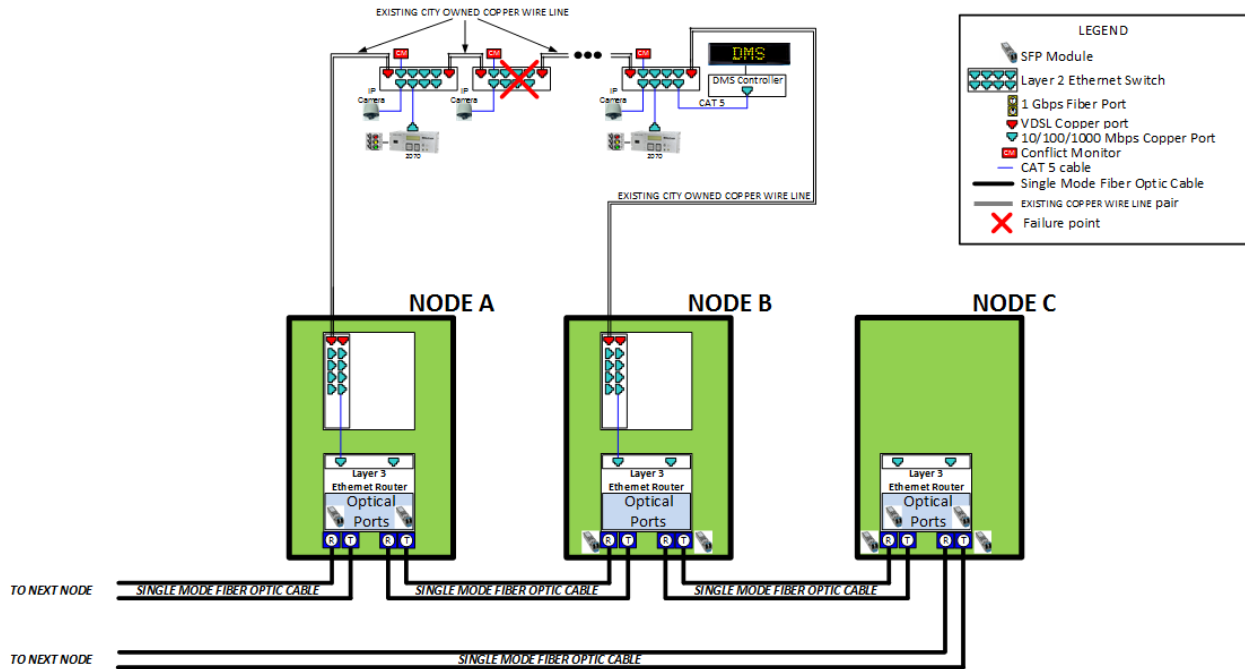 EXISTING CITY OWNED COPPER WIRE LINE
CM
CM
CM
DMS
DMS Controller
IP
Camera
IP
Camera
IP
Camera
CAT 5
2070
2070
EXISTING CITY OWNED COPPER WIRE LINE
LEGEND
SFP Module
Layer 2 Ethernet Switch
1 Gbps Fiber Port
VDSL Copper port
10/100/1000 Mbps Copper Port
CM
Conflict Monitor
CAT 5 cable
Single Mode Fiber Optic Cable
EXISTING COPPER WIRE LINE pair
Failure point
NODE A
NODE B
NODE C
Layer 3
Ethernet Router
Optical
Ports
R T R T
Layer 3
Ethernet Router
Optical
Ports
R T R T
Layer 3
Ethernet Router
Optical
Ports
R T R T
TO NEXT NODE
SINGLE MODE FIBER OPTIC CABLE
SINGLE MODE FIBER OPTIC CABLE
SINGLE MODE FIBER OPTIC CABLE
TO NEXT NODE
SINGLE MODE FIBER OPTIC CABLE